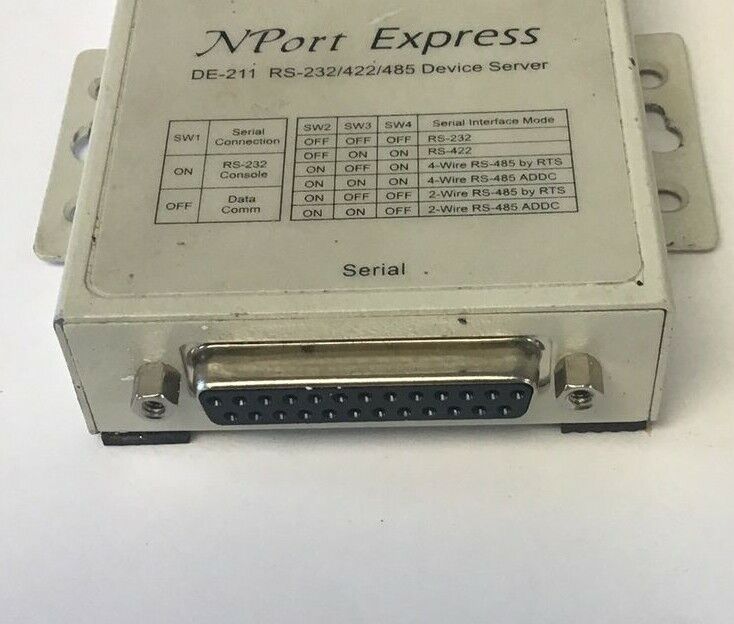 NPort Express
DE-211 RS-232/422/485 Device Server
SW1 Serial Connection
ON RS-232 Console
OFF Data Comm
SW2 SW3 SW4 Serial Interface Mode
OFF OFF OFF RS-232
OFF ON ON RS-422
ON OFF ON 4-Wire RS-485 by RTS
ON ON ON 4-Wire RS-485 ADDC
ON OFF OFF 2-Wire RS-485 by RTS
ON ON OFF 2-Wire RS-485 ADDC
Serial